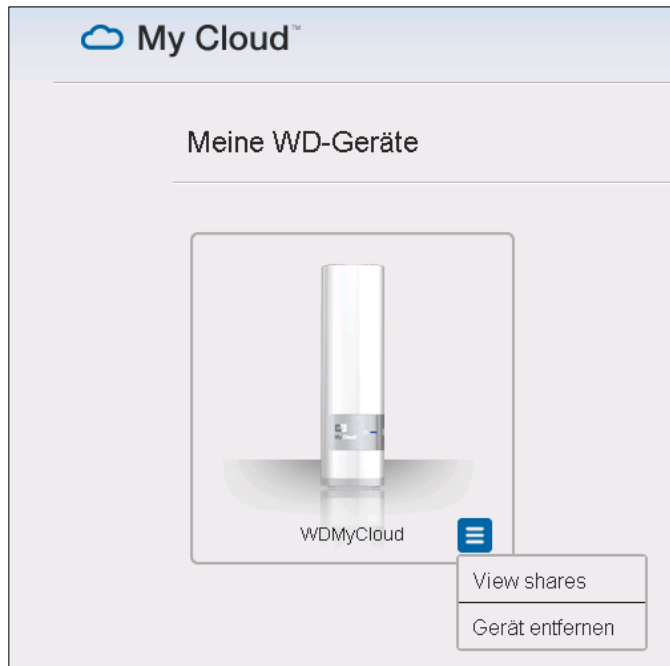 My Cloud™
Meine WD-Geräte
WDMyCloud
View shares
Gerät entfernen